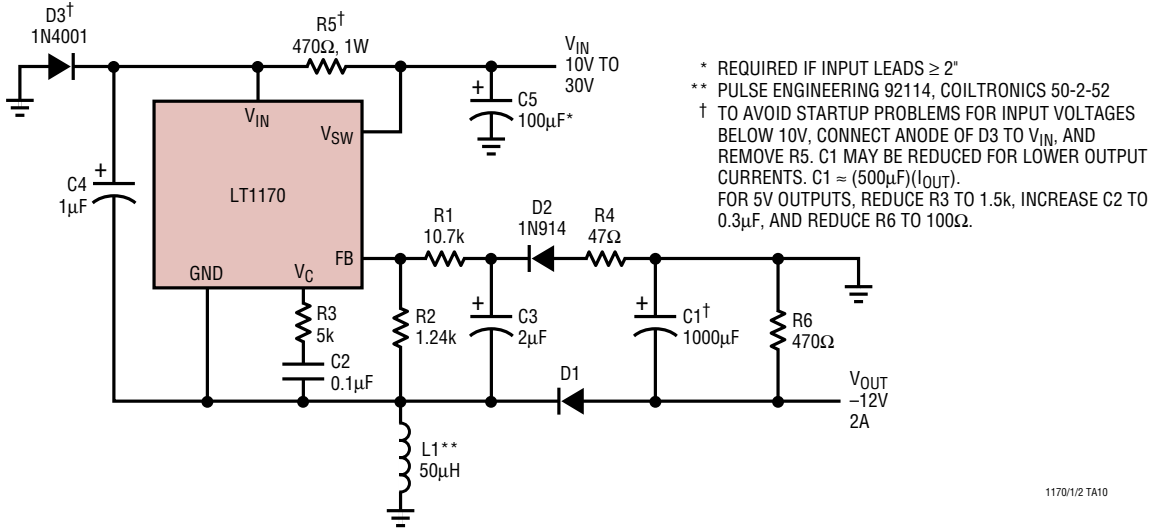 D3†
1N4001
R5†
470Ω, 1W
VIN
10V TO
30V
+
C5
100µF*
VIN
VSW
LT1170
+
C4
1µF
GND
VC
FB
R1
10.7k
D2
1N914
R4
47Ω
R3
5k
C2
0.1µF
R2
1.24k
+
C3
2µF
+
C1†
1000µF
R6
470Ω
D1
VOUT
–12V
2A
L1**
50µH
* REQUIRED IF INPUT LEADS ≥ 2"
** PULSE ENGINEERING 92114, COILTRONICS 50-2-52
† TO AVOID STARTUP PROBLEMS FOR INPUT VOLTAGES
BELOW 10V, CONNECT ANODE OF D3 TO VIN, AND
REMOVE R5. C1 MAY BE REDUCED FOR LOWER OUTPUT
CURRENTS. C1 ≈ (500µF)(IOUT).
FOR 5V OUTPUTS, REDUCE R3 TO 1.5k, INCREASE C2 TO
0.3µF, AND REDUCE R6 TO 100Ω.
1170/1/2 TA10